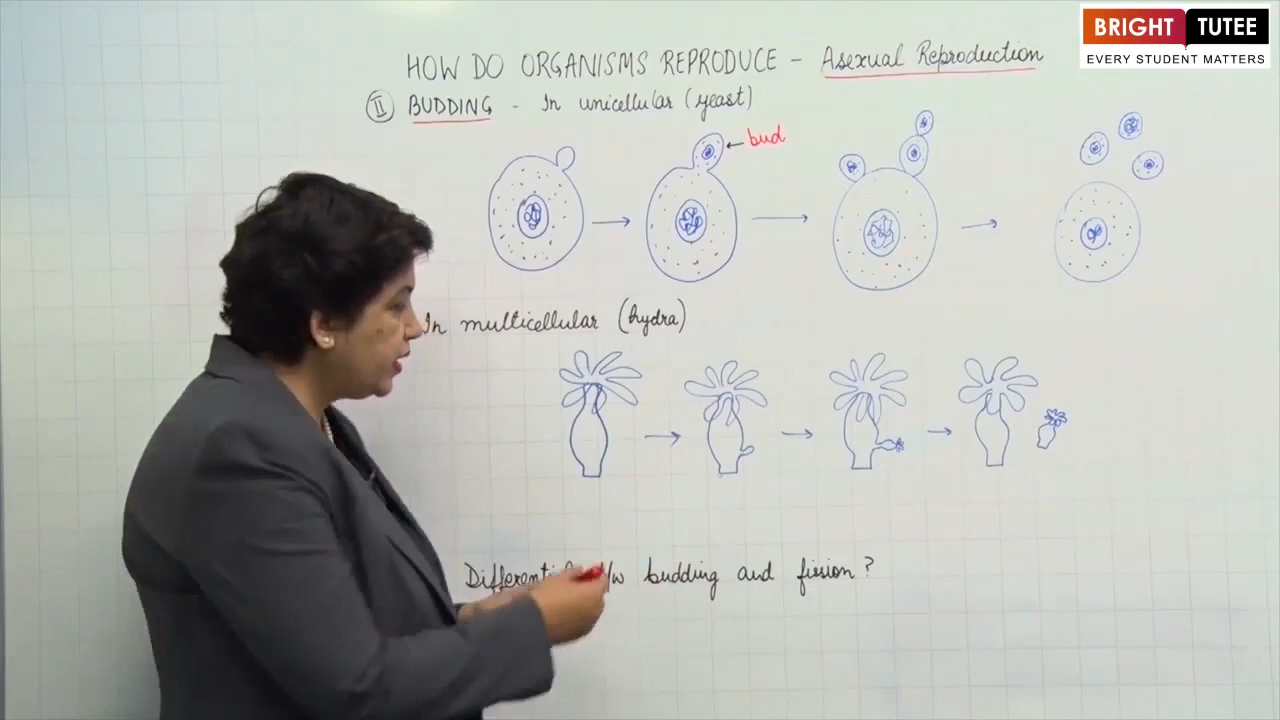 BRIGHT TUTEE
EVERY STUDENT MATTERS
HOW DO ORGANISMS REPRODUCE - Asexual Reproduction
II BUDDING - In unicellular (yeast)
bud
In multicellular (hydra)
b/w budding and fission?